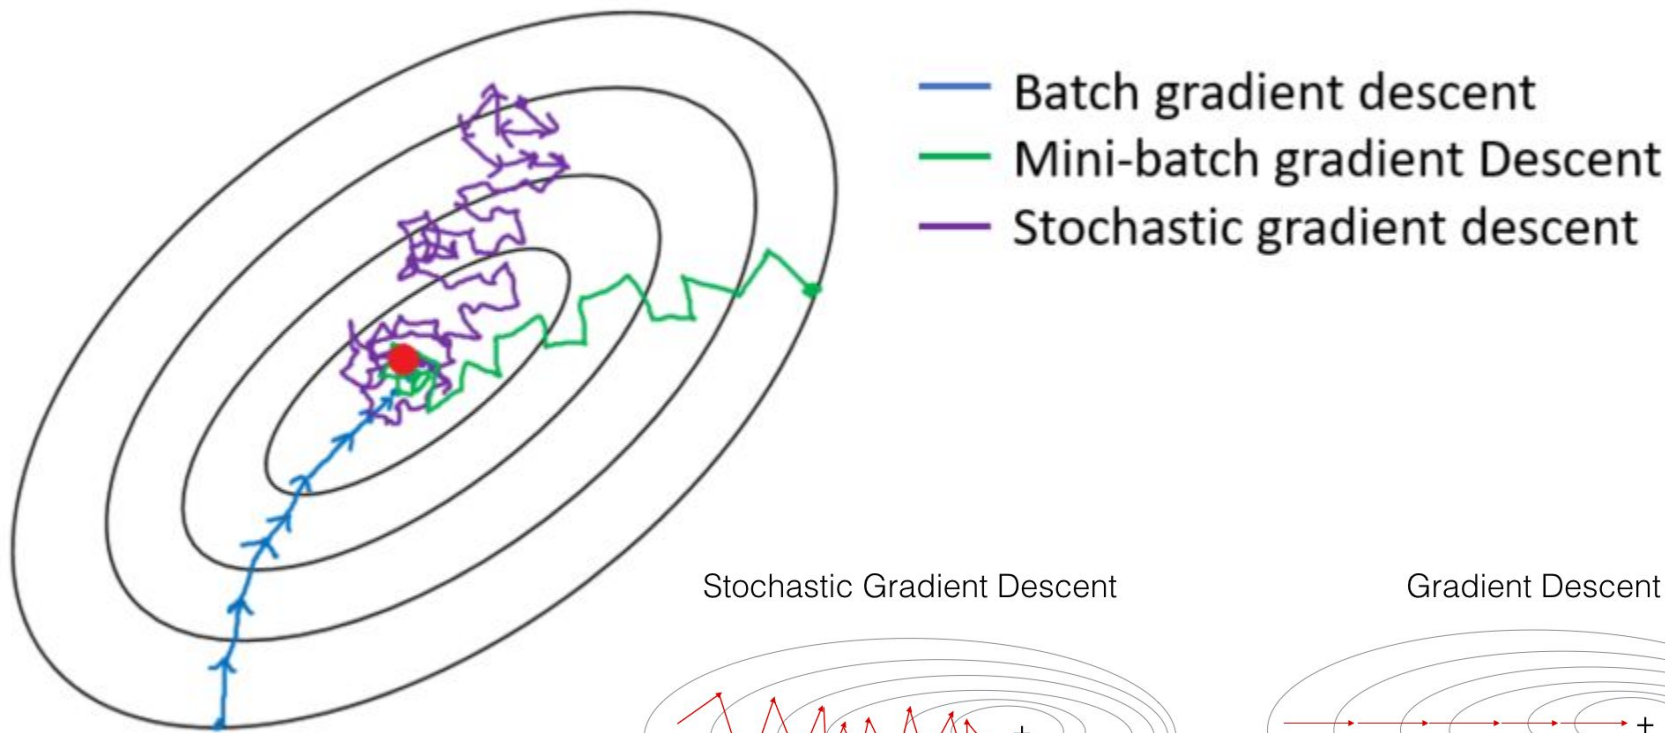 Batch gradient descent
Mini-batch gradient Descent
Stochastic gradient descent
Stochastic Gradient Descent
Gradient Descent